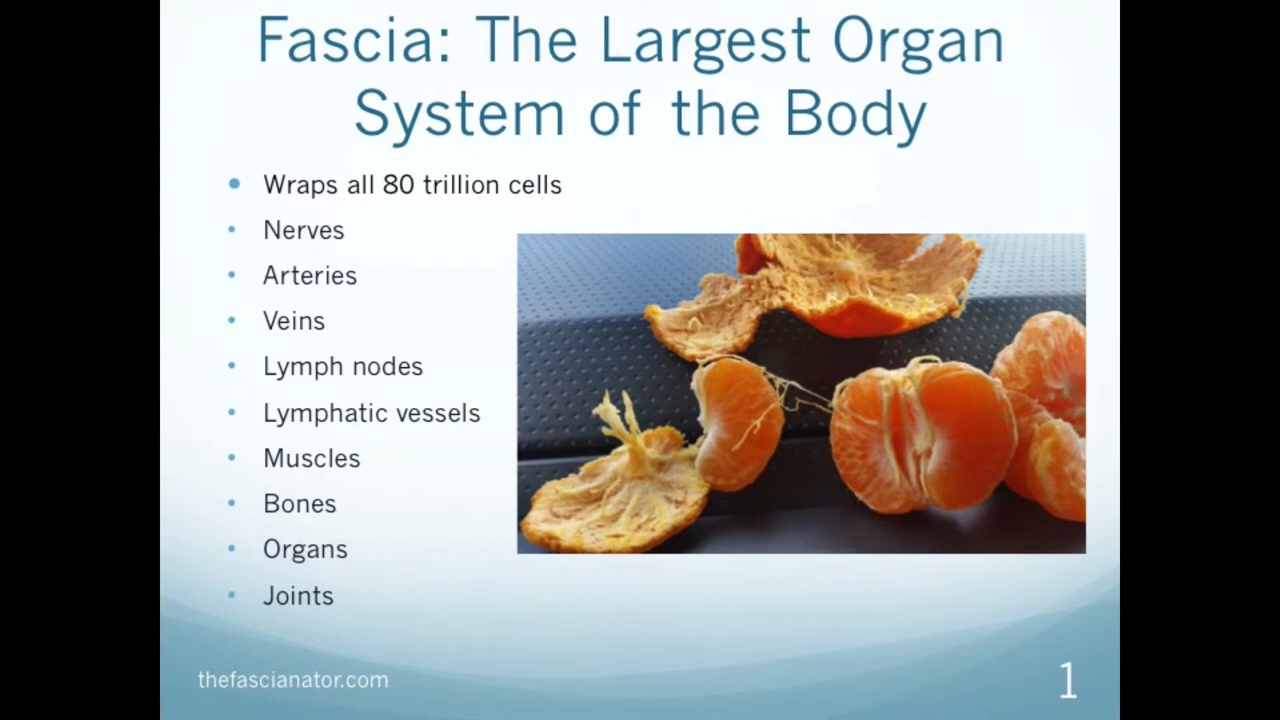 Fascia: The Largest Organ
System of the Body
Wraps all 80 trillion cells
Nerves
Arteries
Veins
Lymph nodes
Lymphatic vessels
Muscles
Bones
Organs
Joints
thefascianator.com
1